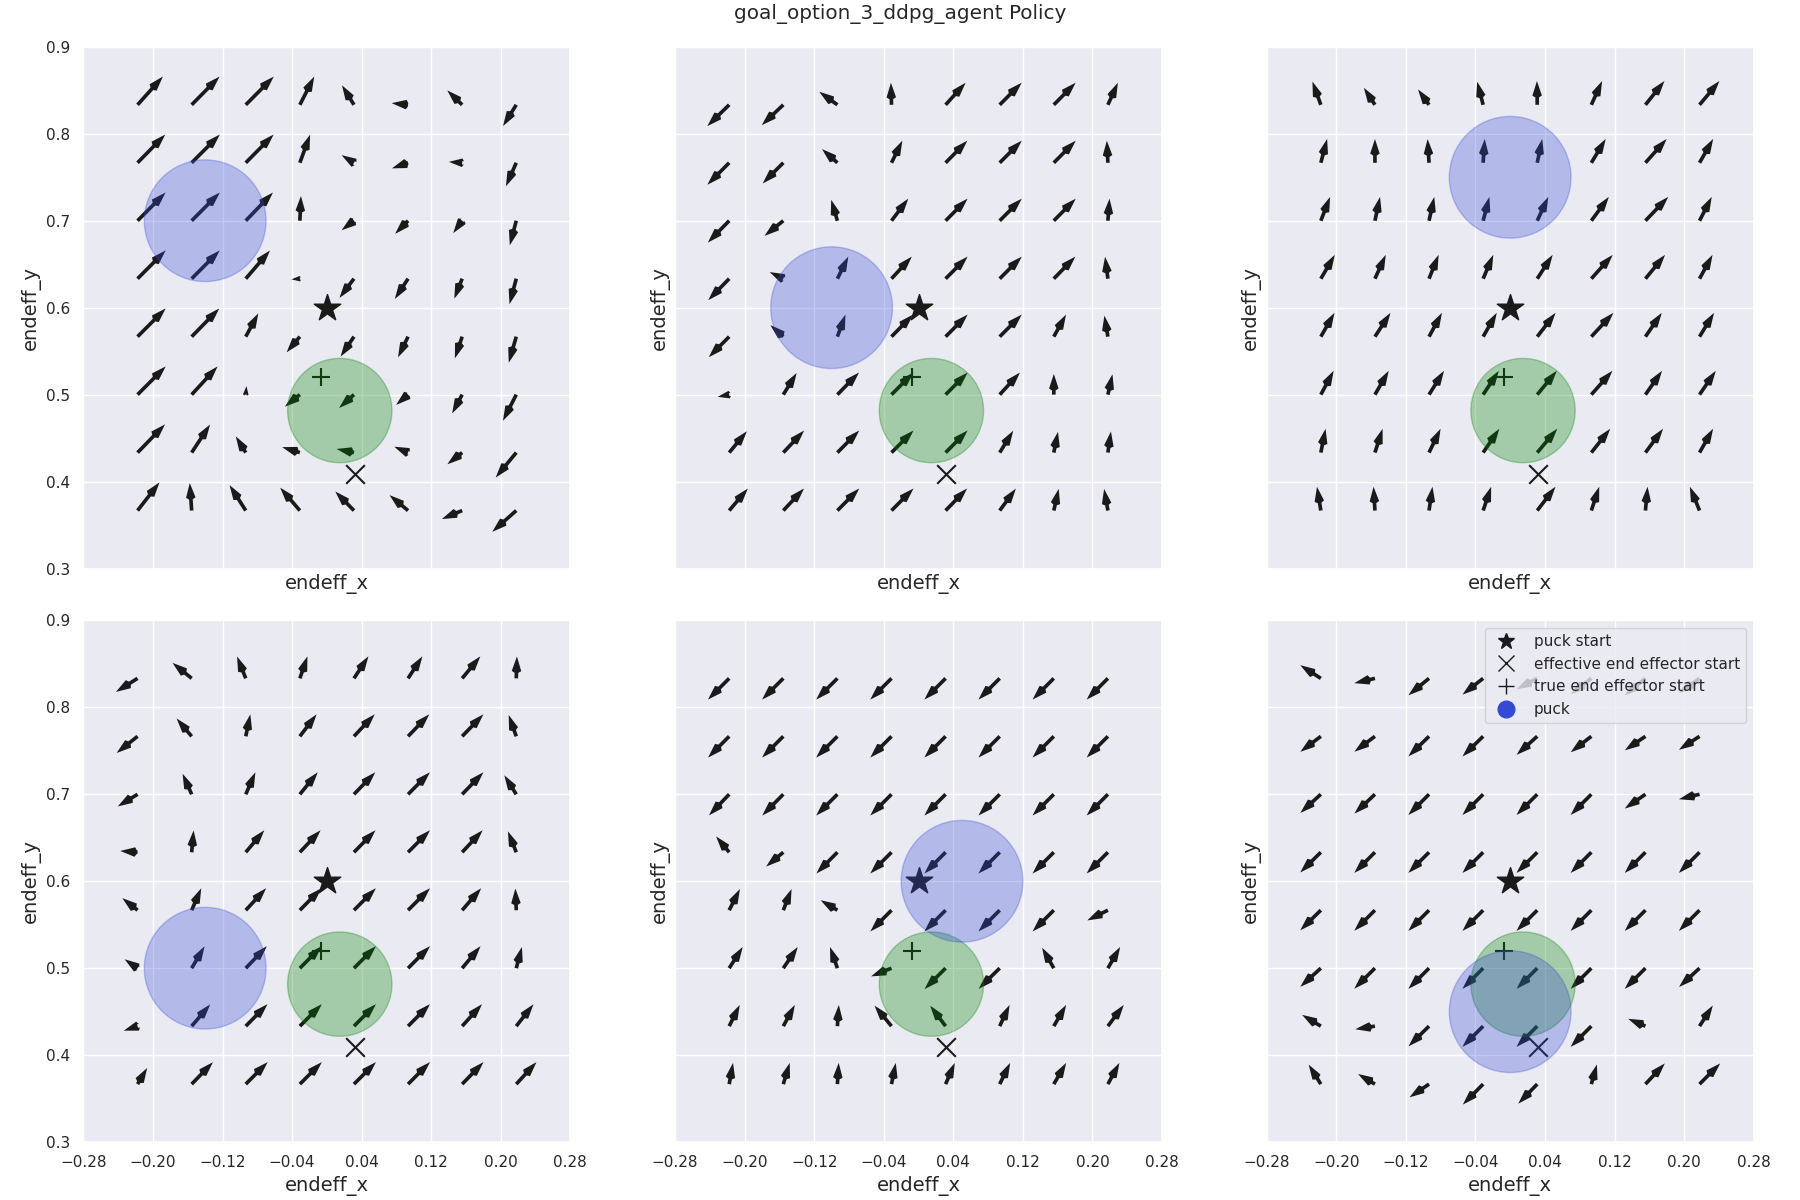 goal_option_3_ddpg_agent Policy
0.9
0.8
0.7
0.6
0.5
0.4
0.3
endeff_y
endeff_x
endeff_y
endeff_x
endeff_y
endeff_x
0.9
0.8
0.7
0.6
0.5
0.4
0.3
endeff_y
−0.28 −0.20 −0.12 −0.04 0.04 0.12 0.20 0.28
endeff_x
endeff_y
−0.28 −0.20 −0.12 −0.04 0.04 0.12 0.20 0.28
endeff_x
puck start
effective end effector start
true end effector start
puck
endeff_y
−0.28 −0.20 −0.12 −0.04 0.04 0.12 0.20 0.28
endeff_x